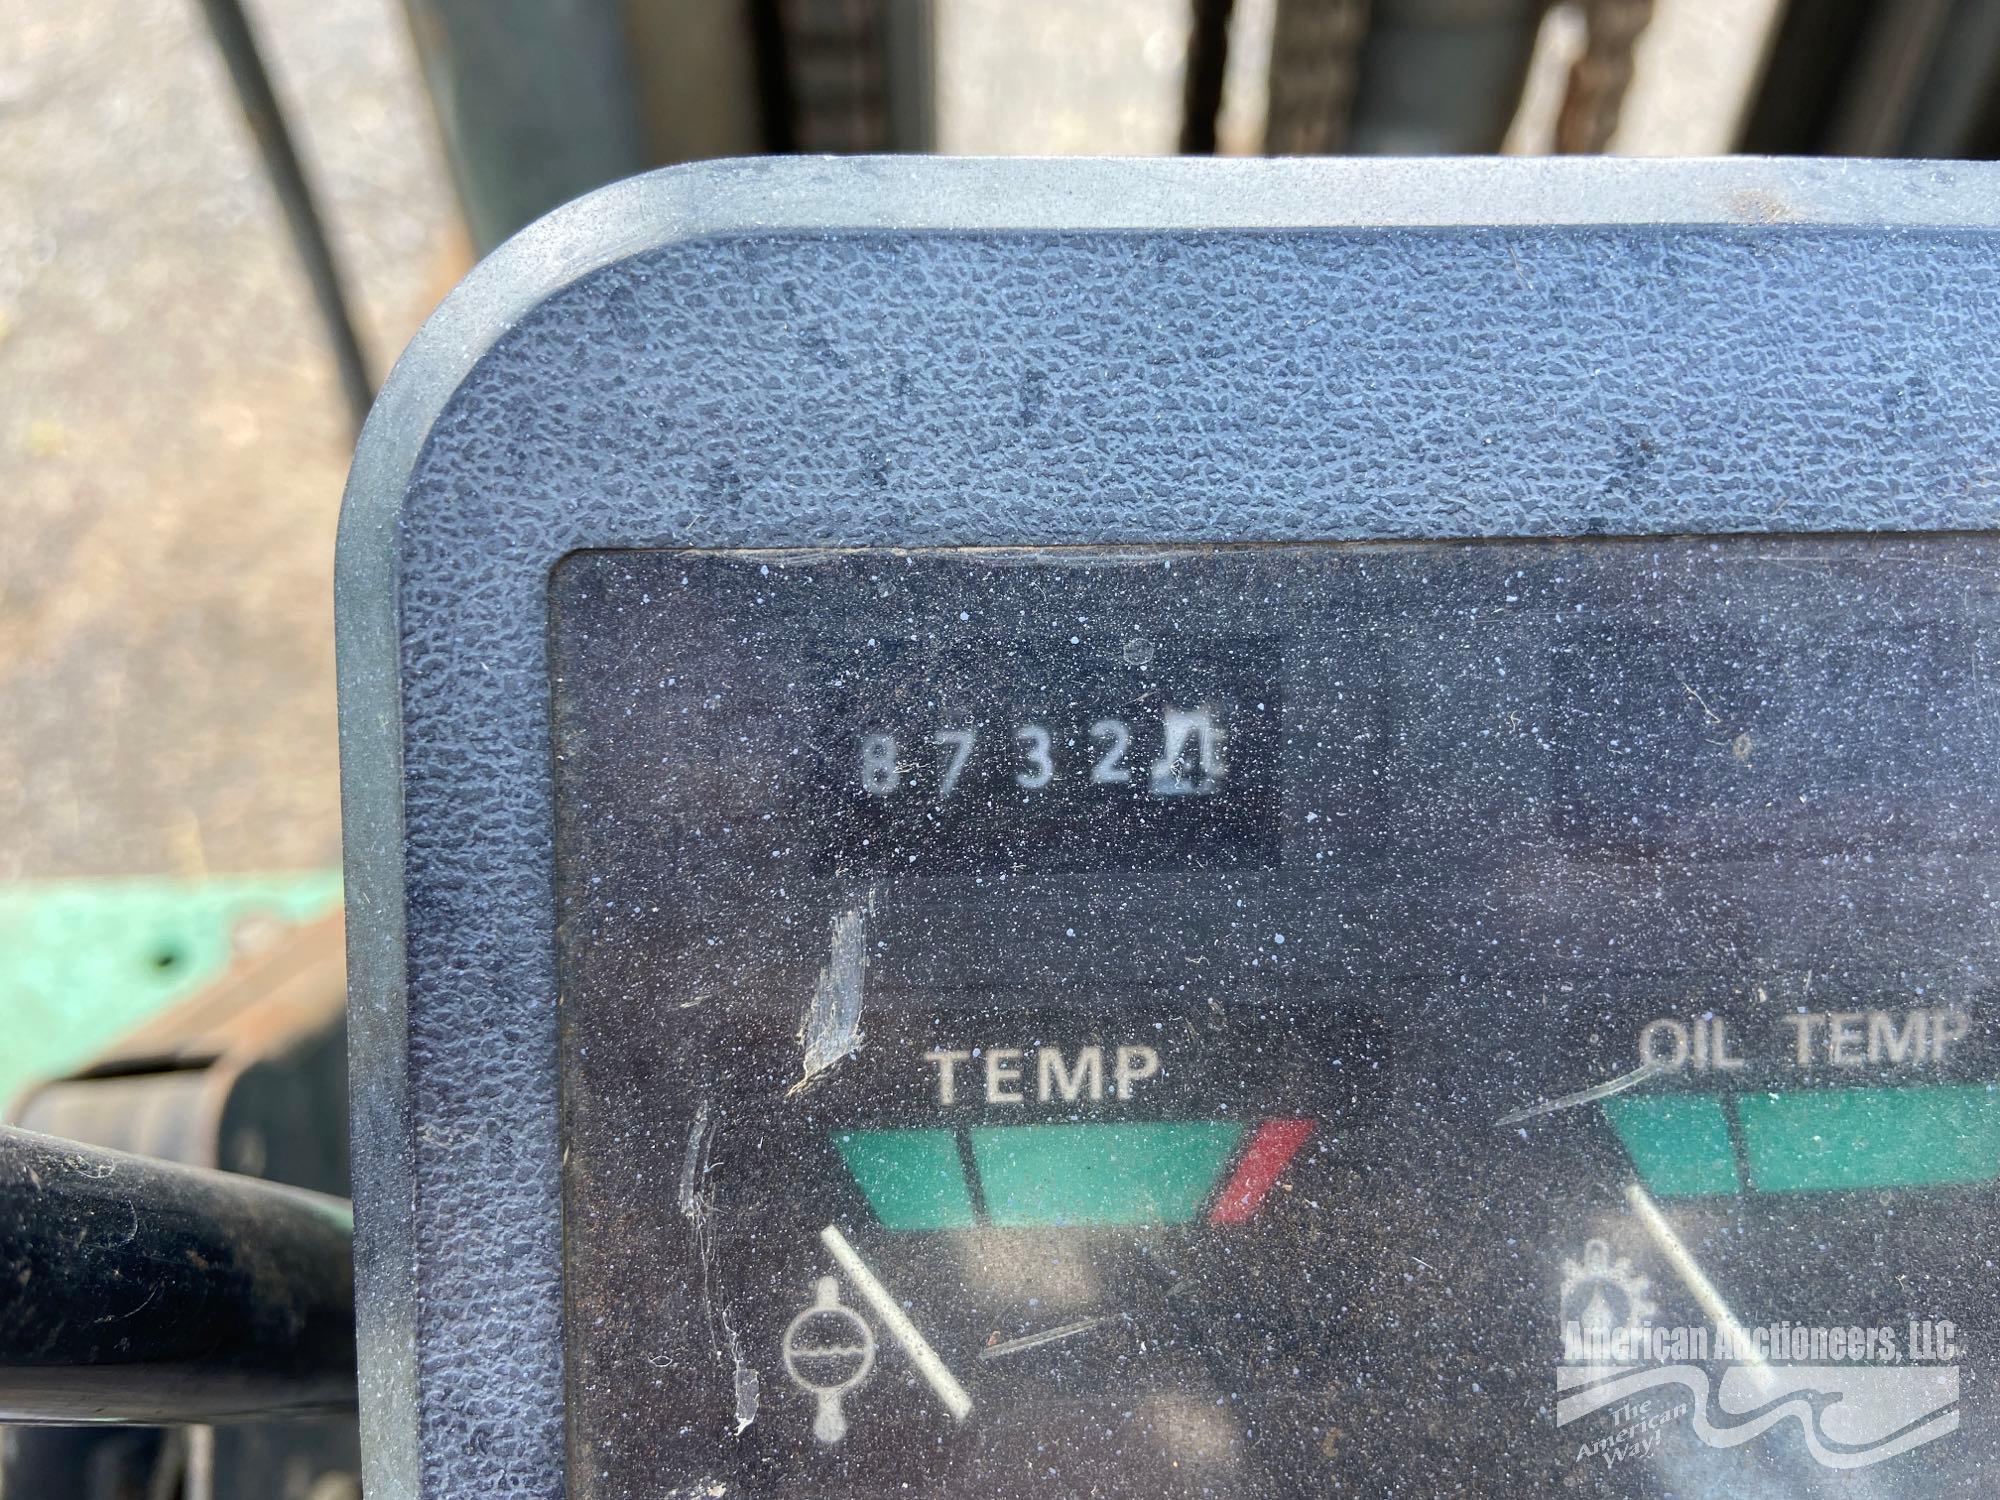 8732
TEMP
OIL TEMP
American Auctioneers, LLC
The
American
Way!